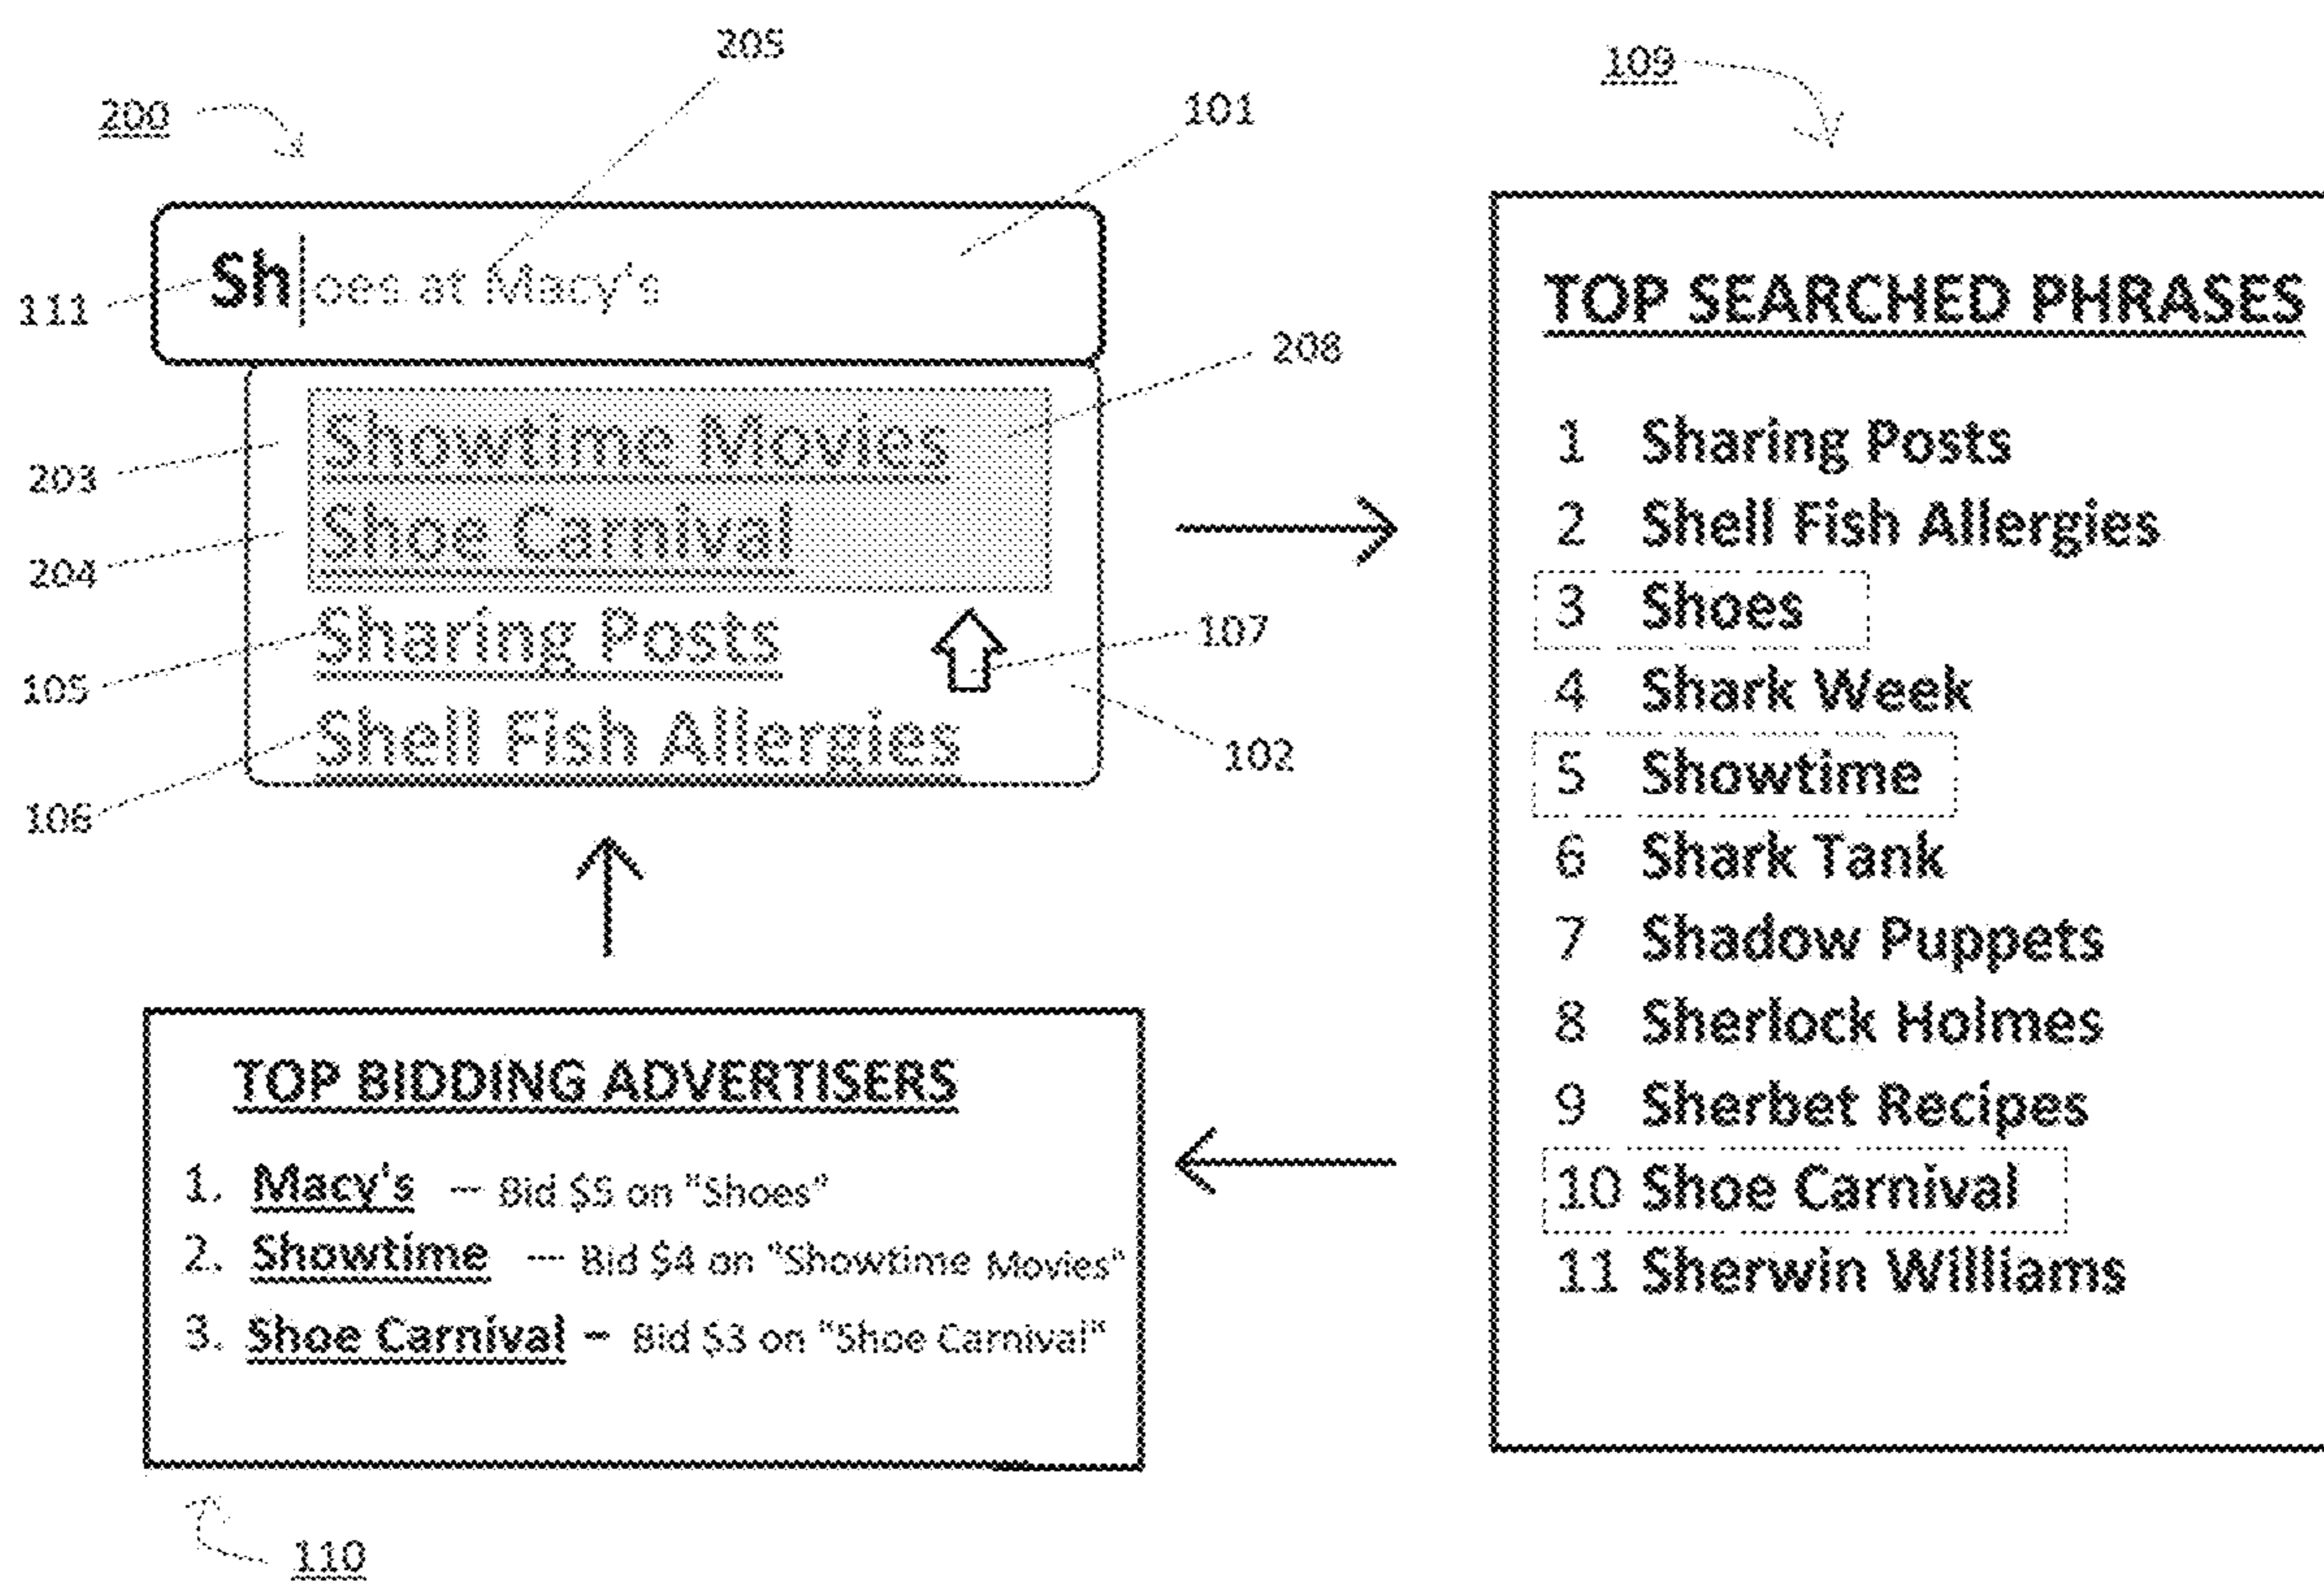 205
109
200
101
Sh|oes at Macy's
111
208
Showtime Movies
203
Shoe Carnival
204
Sharing Posts
107
105
Shell Fish Allergies
102
106
TOP SEARCHED PHRASES
1 Sharing Posts
2 Shell Fish Allergies
3 Shoes
4 Shark Week
5 Showtime
6 Shark Tank
7 Shadow Puppets
8 Sherlock Holmes
9 Sherbet Recipes
10 Shoe Carnival
11 Sherwin Williams
TOP BIDDING ADVERTISERS
1. Macy's — Bid $5 on "Shoes"
2. Showtime — Bid $4 on "Showtime Movies"
3. Shoe Carnival – Bid $3 on "Shoe Carnival"
110